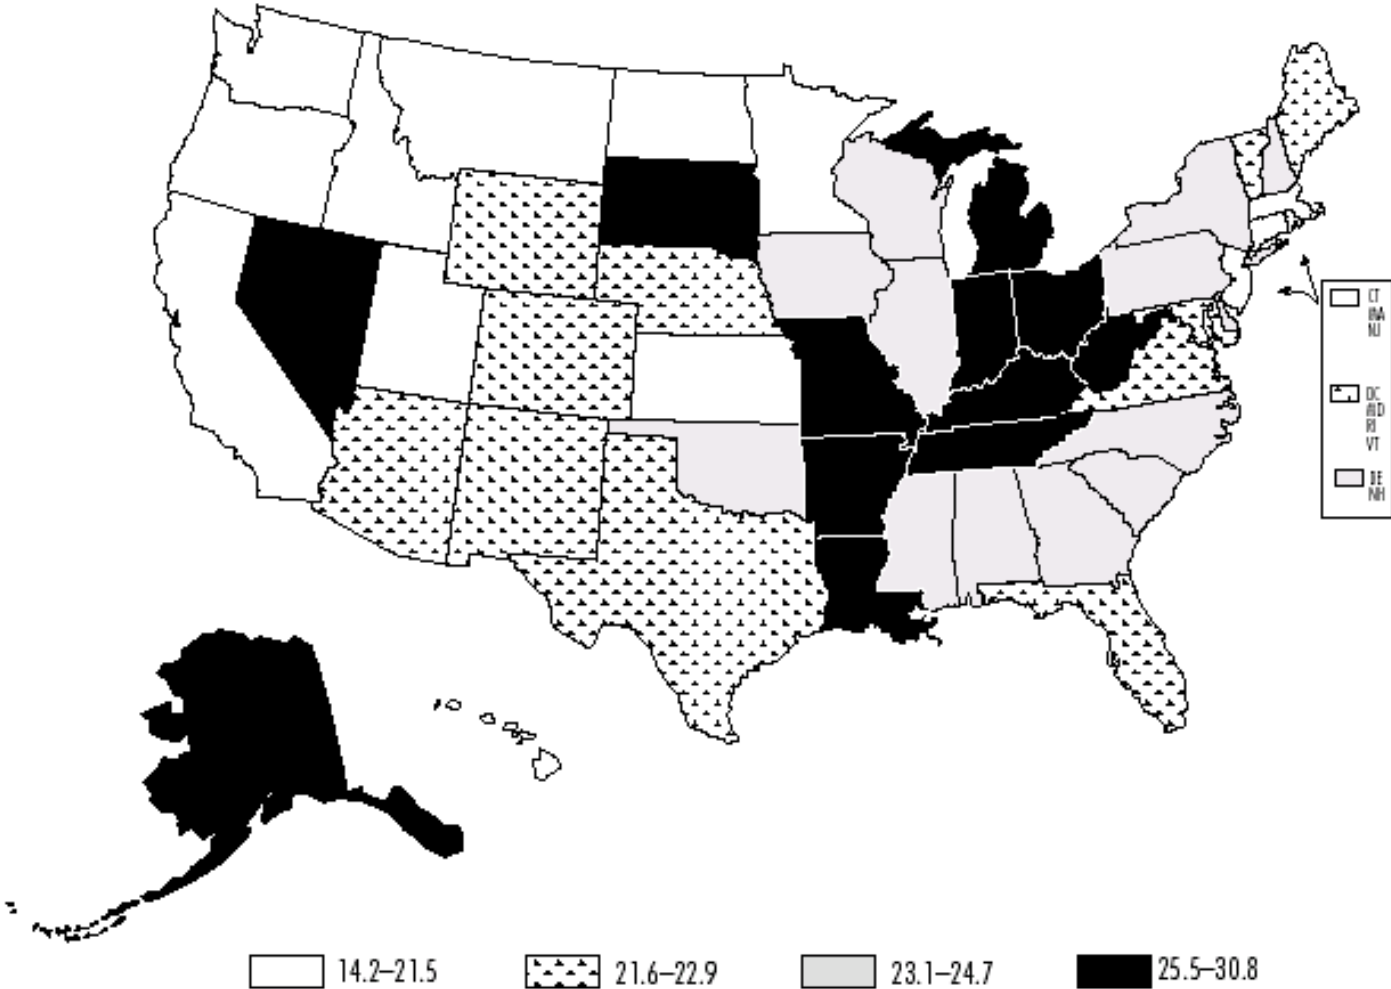 CT
MA
NJ
DC
MD
RI
VT
DE
NH
14.2–21.5
21.6–22.9
23.1–24.7
25.5–30.8